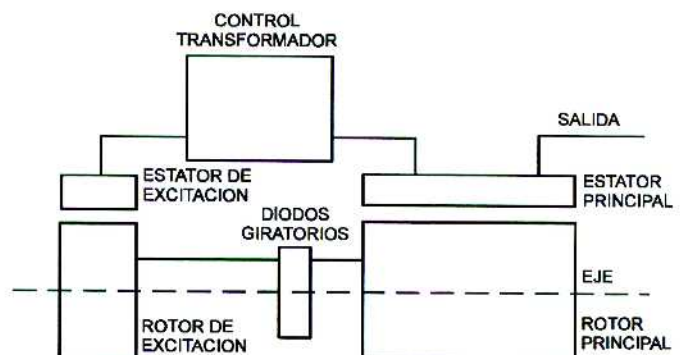 CONTROL
TRANSFORMADOR
SALIDA
ESTATOR DE
EXCITACION
ESTATOR
PRINCIPAL
DIODOS
GIRATORIOS
EJE
ROTOR DE
EXCITACION
ROTOR
PRINCIPAL